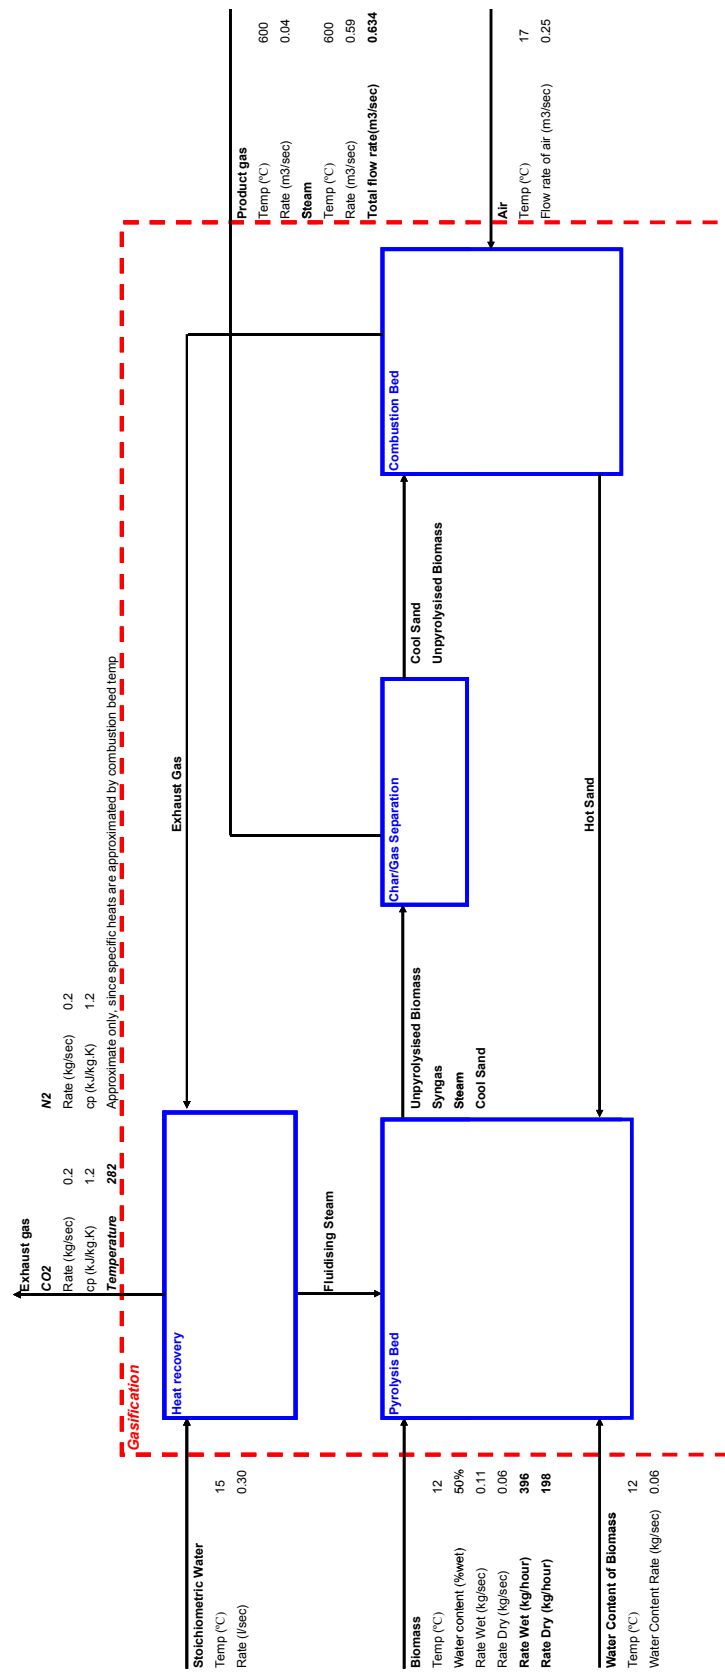 Exhaust gas
CO2
Rate (kg/sec) 0.2
cp (kJ/kg.K) 1.2
Temperature 282
N2
Rate (kg/sec) 0.2
cp (kJ/kg.K) 1.2
Approximate only, since specific heats are approximated by combustion bed temp
Gasification
Stoichiometric Water
Temp (°C) 15
Rate (l/sec) 0.30
Heat recovery
Exhaust Gas
Product gas
Temp (°C) 600
Rate (m3/sec) 0.04
Steam
Temp (°C) 600
Rate (m3/sec) 0.59
Total flow rate(m3/sec) 0.634
Fluidising Steam
Biomass
Temp (°C) 12
Water content (%wet) 50%
Rate Wet (kg/sec) 0.11
Rate Dry (kg/sec) 0.06
Rate Wet (kg/hour) 396
Rate Dry (kg/hour) 198
Pyrolysis Bed
Unpyrolysised Biomass
Syngas
Steam
Cool Sand
Char/Gas Separation
Cool Sand
Unpyrolysised Biomass
Combustion Bed
Air
Temp (°C) 17
Flow rate of air (m3/sec) 0.25
Hot Sand
Water Content of Biomass
Temp (°C) 12
Water Content Rate (kg/sec) 0.06